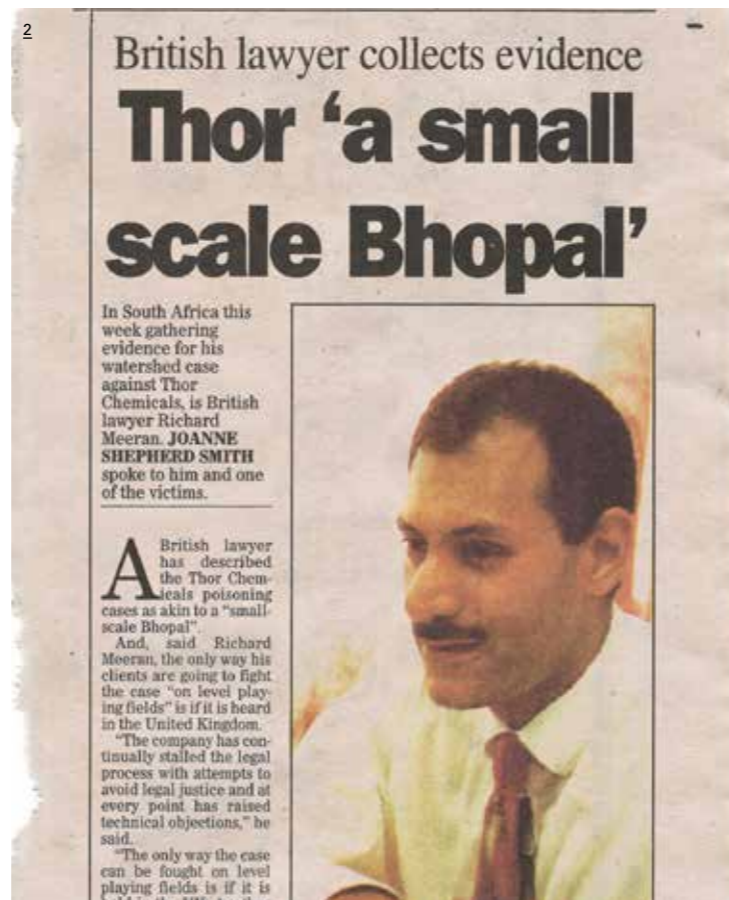 2
British lawyer collects evidence
Thor ‘a small
scale Bhopal’
In South Africa this
week gathering
evidence for his
watershed case
against Thor
Chemicals, is British
lawyer Richard
Meeran. JOANNE
SHEPHERD SMITH
spoke to him and one
of the victims.
A British lawyer
has described
the Thor Chem-
icals poisoning
cases as akin to a “small-
scale Bhopal”.
And, said Richard
Meeran, the only way his
clients are going to fight
the case “on level play-
ing fields” is if it is heard
in the United Kingdom.
“The company has con-
tinually stalled the legal
process with attempts to
avoid legal justice and at
every point has raised
technical objections,” he
said.
“The only way the case
can be fought on level
playing fields is if it is